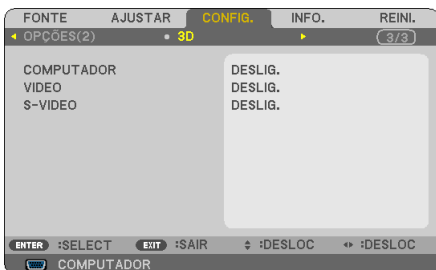 FONTE AJUSTAR CONFIG. INFO. REINI.
OPÇÕES(2) 3D 3/3
COMPUTADOR DESLIG.
VIDEO DESLIG.
S-VIDEO DESLIG.
ENTER :SELECT EXIT :SAIR :DESLOC :DESLOC
COMPUTADOR